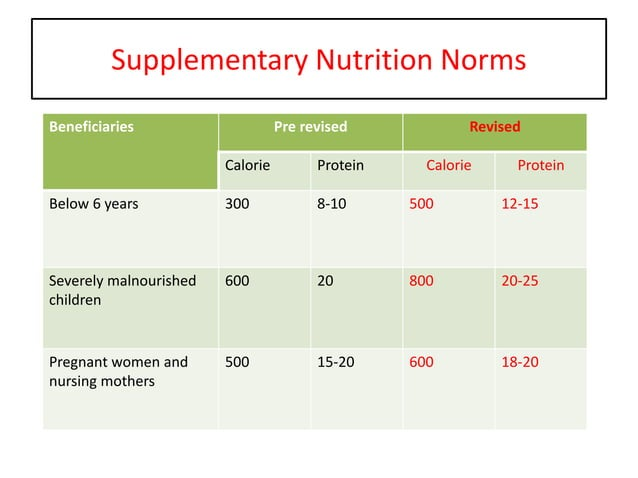 Supplementary Nutrition Norms
Beneficiaries Pre revised Revised
Calorie Protein Calorie Protein
Below 6 years 300 8-10 500 12-15
Severely malnourished children 600 20 800 20-25
Pregnant women and nursing mothers 500 15-20 600 18-20